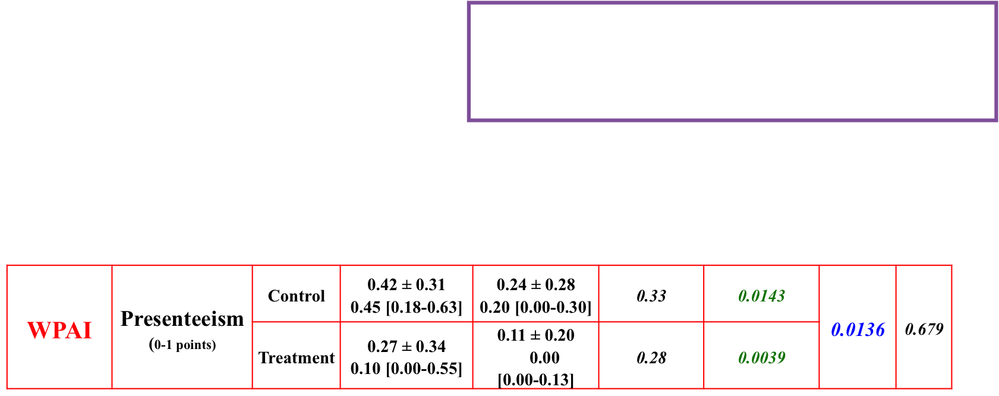 WPAI
Presenteeism
(0-1 points)
Control
0.42 ± 0.31
0.45 [0.18-0.63]
0.24 ± 0.28
0.20 [0.00-0.30]
0.33
0.0143
Treatment
0.27 ± 0.34
0.10 [0.00-0.55]
0.11 ± 0.20
0.00
[0.00-0.13]
0.28
0.0039
0.0136
0.679